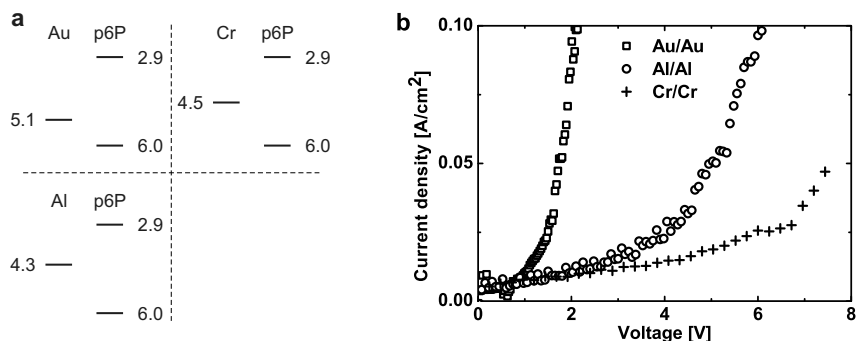 a
Au p6P
2.9
5.1
6.0
Cr p6P
2.9
4.5
6.0
Al p6P
2.9
4.3
6.0
b
0.10
0.05
0.00
Current density [A/cm²]
Au/Au
Al/Al
Cr/Cr
0 2 4 6 8
Voltage [V]